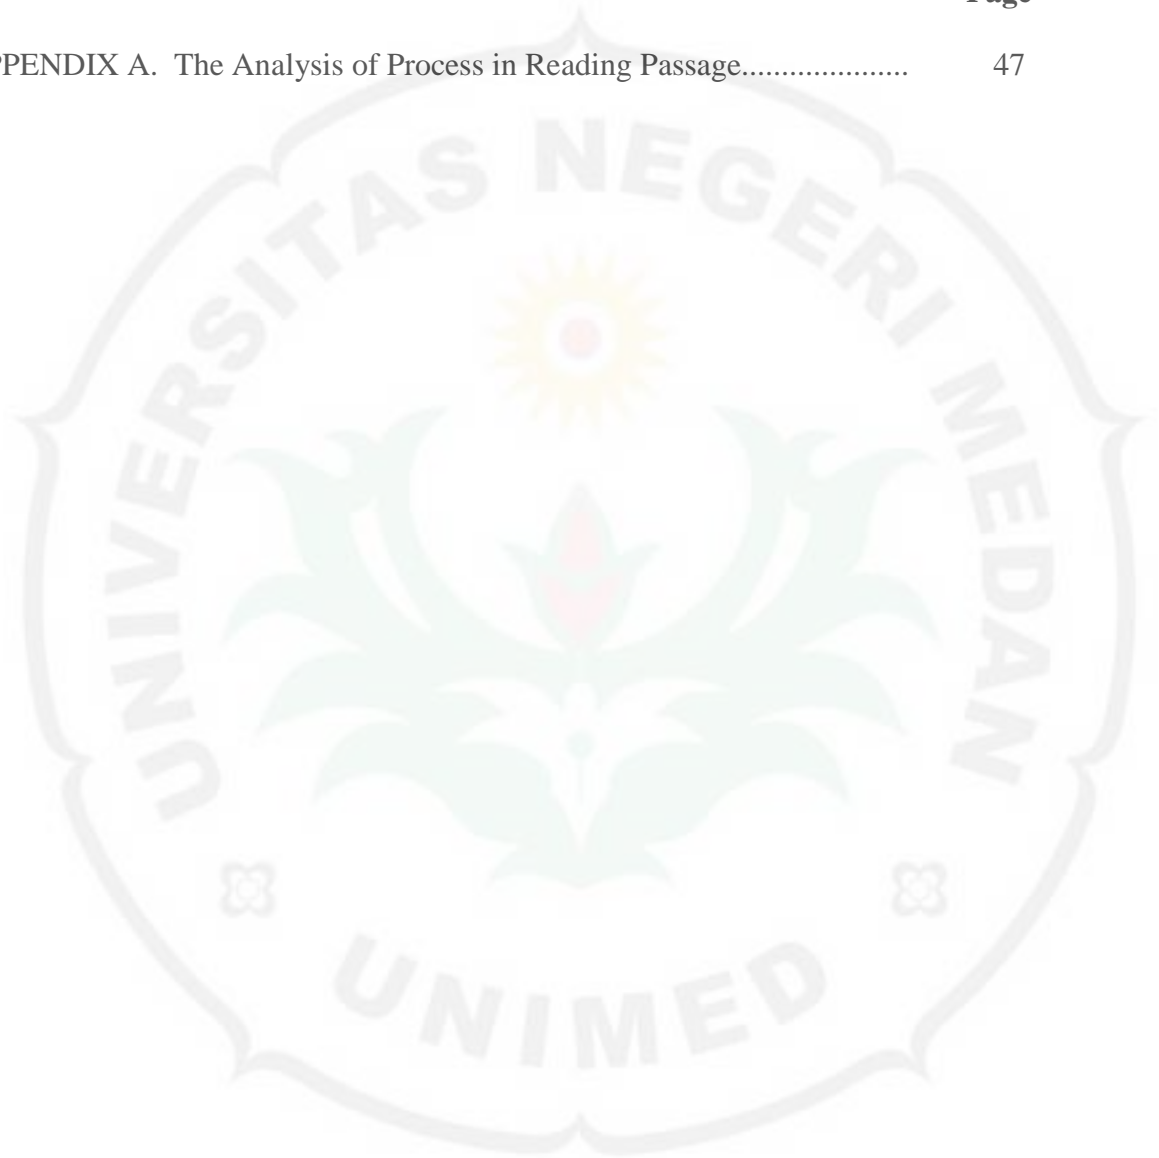 Page
PPENDIX A. The Analysis of Process in Reading Passage..................... 47
UNIVERSITAS NEGERI MEDAN
UNIMED